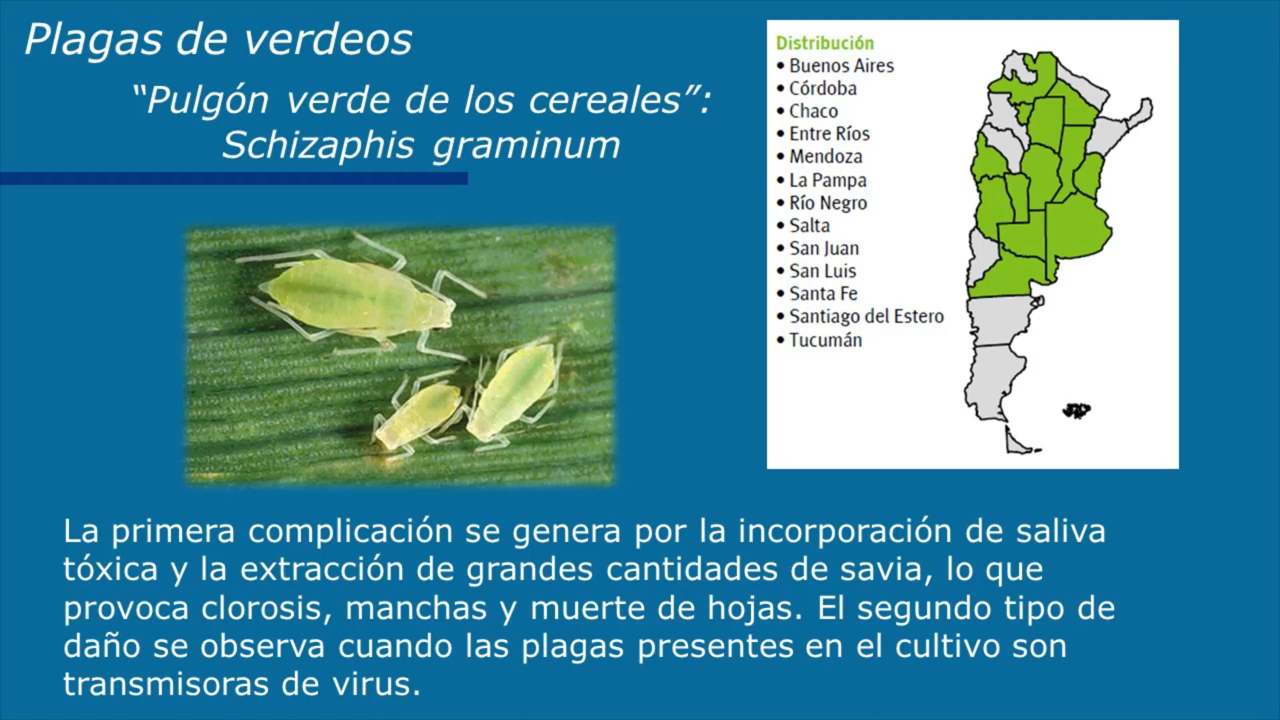 Plagas de verdeos
“Pulgón verde de los cereales”:
Schizaphis graminum
Distribución
• Buenos Aires
• Córdoba
• Chaco
• Entre Ríos
• Mendoza
• La Pampa
• Río Negro
• Salta
• San Juan
• San Luis
• Santa Fe
• Santiago del Estero
• Tucumán
La primera complicación se genera por la incorporación de saliva
tóxica y la extracción de grandes cantidades de savia, lo que
provoca clorosis, manchas y muerte de hojas. El segundo tipo de
daño se observa cuando las plagas presentes en el cultivo son
transmisoras de virus.